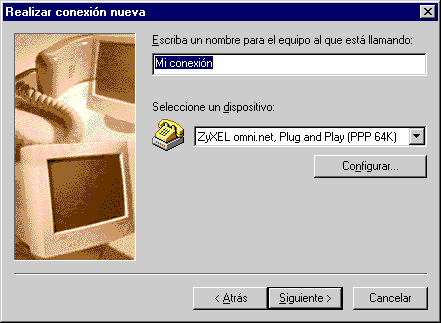 Realizar conexión nueva
Escriba un nombre para el equipo al que está llamando:
Mi conexión
Seleccione un dispositivo:
ZyXEL omni.net, Plug and Play (PPP 64K)
Configurar...
< Atrás
Siguiente >
Cancelar